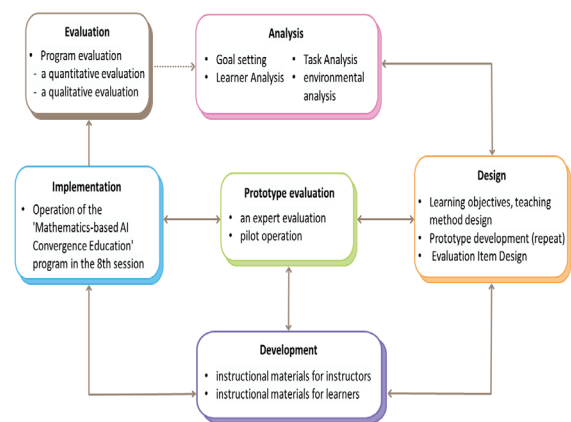 Evaluation
• Program evaluation
- a quantitative evaluation
- a qualitative evaluation
Analysis
• Goal setting
• Learner Analysis
• Task Analysis
• environmental
analysis
Implementation
• Operation of the
'Mathematics-based AI
Convergence Education'
program in the 8th session
Prototype evaluation
• an expert evaluation
• pilot operation
Design
• Learning objectives, teaching
method design
• Prototype development (repeat)
• Evaluation Item Design
Development
• instructional materials for instructors
• instructional materials for learners